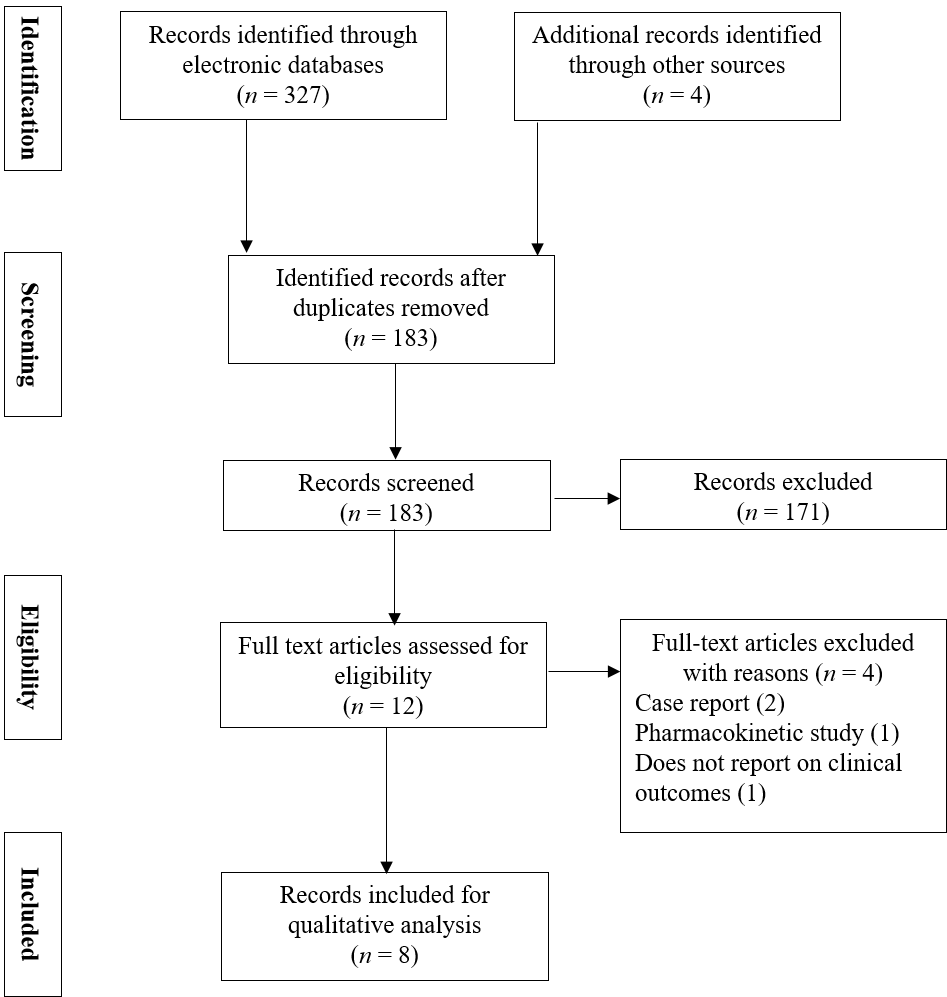 Identification
Records identified through
electronic databases
(n = 327)
Additional records identified
through other sources
(n = 4)
Screening
Identified records after
duplicates removed
(n = 183)
Records screened
(n = 183)
Records excluded
(n = 171)
Eligibility
Full text articles assessed for
eligibility
(n = 12)
Full-text articles excluded
with reasons (n = 4)
Case report (2)
Pharmacokinetic study (1)
Does not report on clinical
outcomes (1)
Included
Records included for
qualitative analysis
(n = 8)